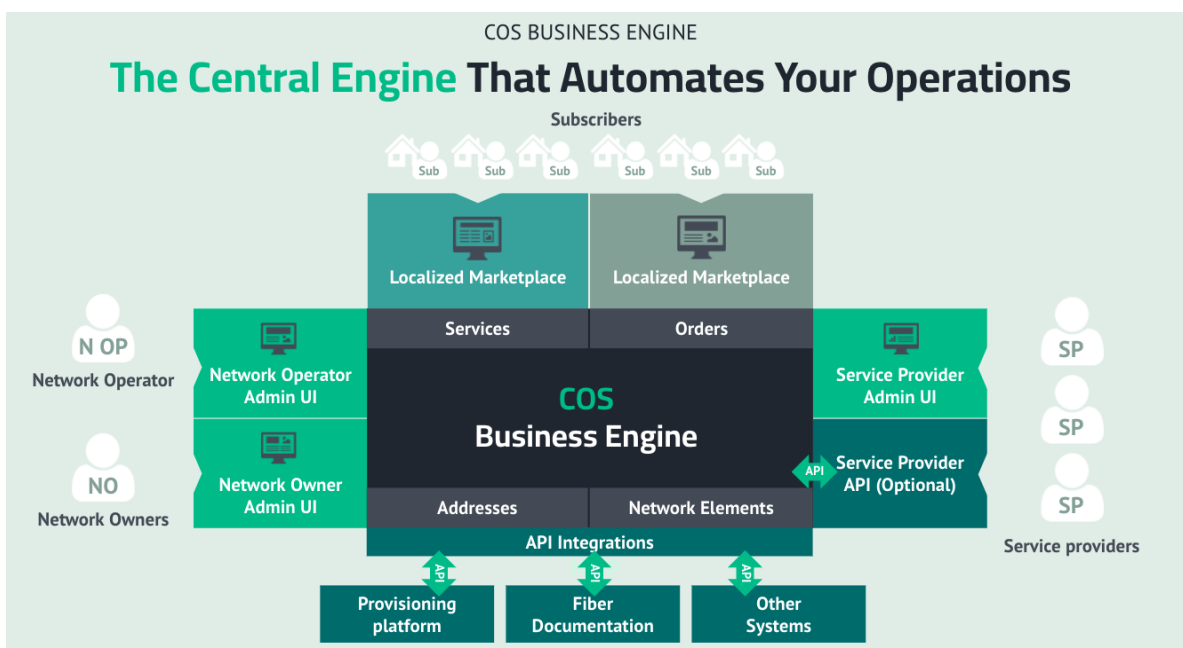 COS BUSINESS ENGINE
The Central Engine That Automates Your Operations
Subscribers
Sub
Sub
Sub
Sub
Sub
Sub
Localized Marketplace
Localized Marketplace
Services
Orders
N OP
Network Operator
Network Operator
Admin UI
NO
Network Owners
Network Owner
Admin UI
COS
Business Engine
Service Provider
Admin UI
API
Service Provider
API (Optional)
SP
SP
SP
Service providers
Addresses
Network Elements
API Integrations
API
API
API
Provisioning
platform
Fiber
Documentation
Other
Systems